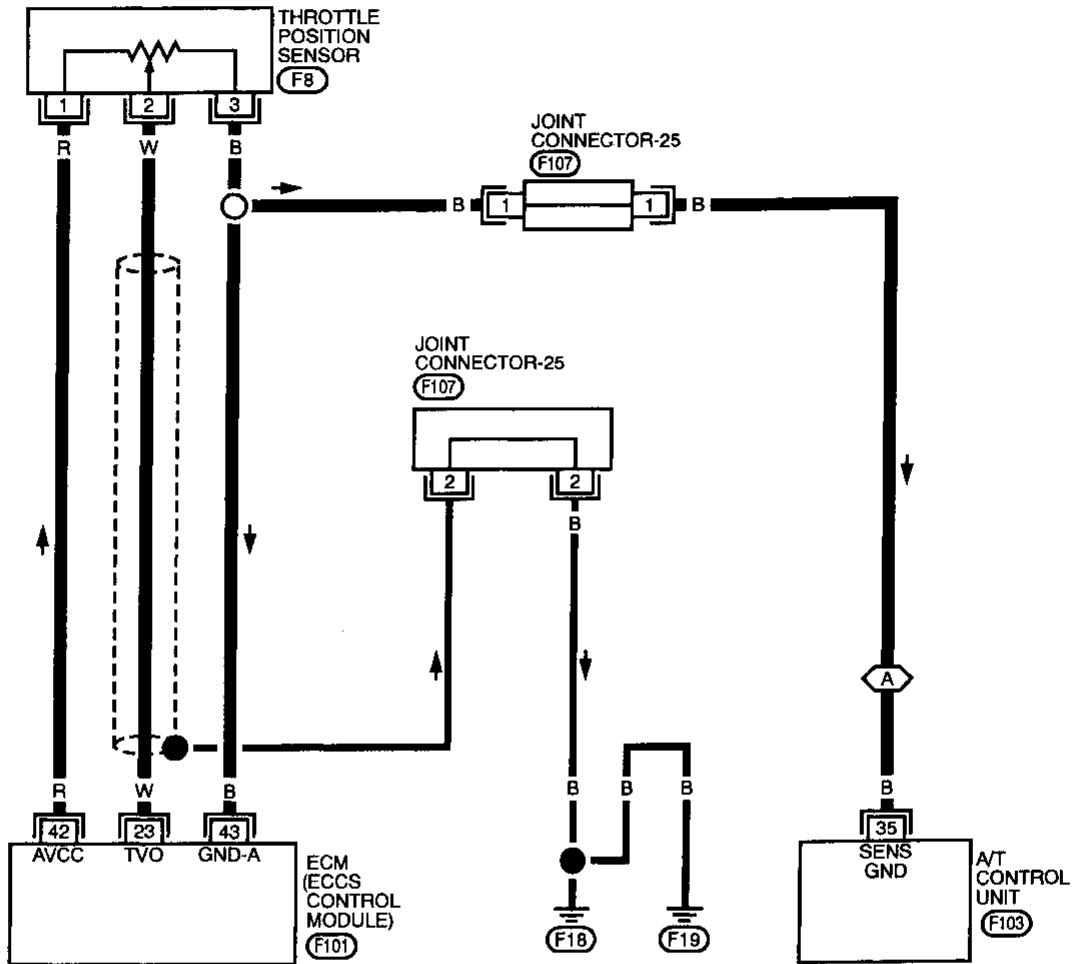 THROTTLE
POSITION
SENSOR
F8
1 2 3
R W B
JOINT
CONNECTOR-25
F107
B 1 1 B
JOINT
CONNECTOR-25
F107
2 2
B
A
R W B
B B B
B
42 23 43
AVCC TVO GND-A
ECM
(ECCS
CONTROL
MODULE)
F101
F18 F19
35
SENS
GND
A/T
CONTROL
UNIT
F103